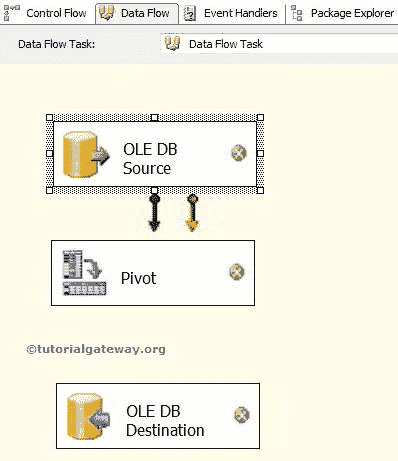 Control Flow
Data Flow
Event Handlers
Package Explorer
Data Flow Task:
Data Flow Task
OLE DB
Source
Pivot
©tutorialgateway.org
OLE DB
Destination